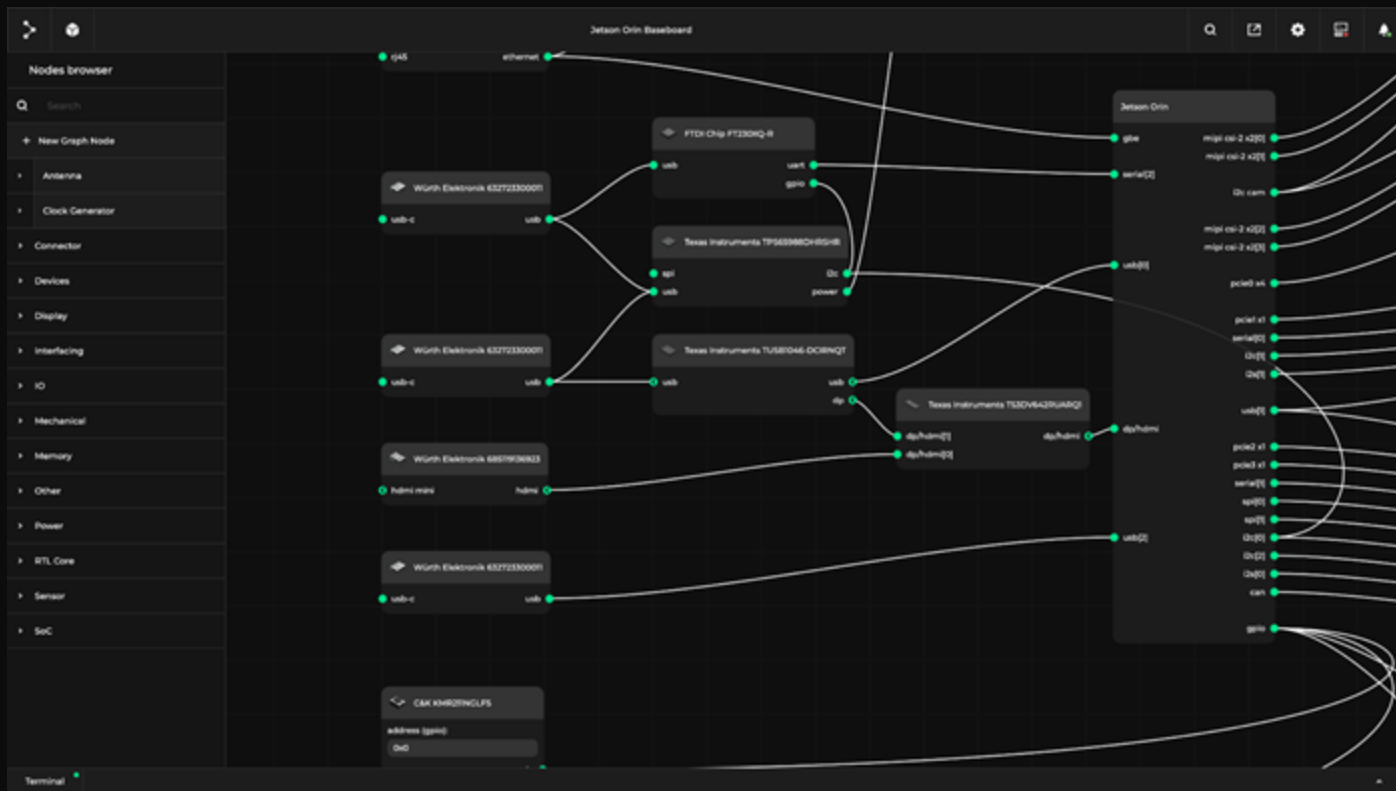 Jetson Orin Baseboard
Nodes browser
Search
New Graph Node
Antenna
Clock Generator
Connector
Devices
Display
Interfacing
IO
Mechanical
Memory
Other
Power
RTL Core
Sensor
SoC
rj45 ethernet
Würth Elektronik 632723300011
usb-c usb
Würth Elektronik 632723300011
usb-c usb
Würth Elektronik 685119136923
hdmi mini hdmi
Würth Elektronik 632723300011
usb-c usb
C&K KMR211NGLFS
address (gpio):
0x0
FTDI Chip FT230XQ-R
usb uart
gpio
Texas Instruments
spi i2c
usb power
Texas Instruments TUSB1046-DCIRNQT
usb usb
dp
Texas Instruments TS3DV642RUARQ1
dp/hdmi[1] dp/hdmi
dp/hdmi[0]
Jetson Orin
gbe mipi csi-2 x2[0]
mipi csi-2 x2[1]
serial[2]
i2c cam
mipi csi-2 x2[2]
mipi csi-2 x2[3]
usb[0]
pcie0 x4
pcie1 x1
serial[0]
i2c[1]
i2s[1]
usb[1]
dp/hdmi
pcie2 x1
pcie3 x1
serial[1]
spi[0]
spi[1]
usb[2] i2c[0]
i2c[2]
i2s[0]
can
gpio
Terminal